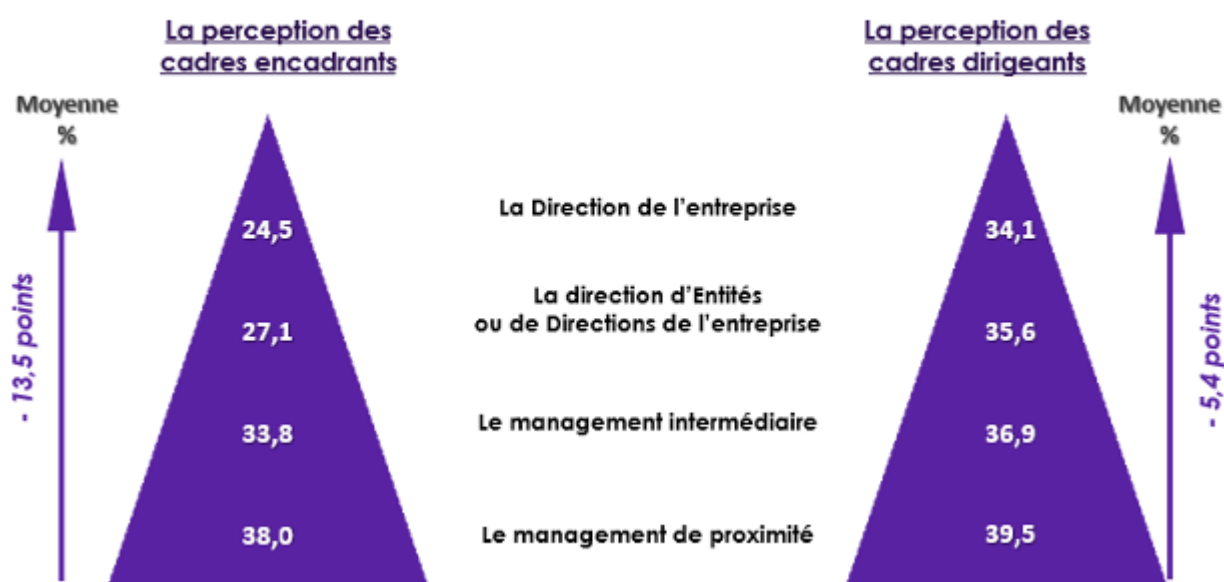 La perception des
cadres encadrants
La perception des
cadres dirigeants
Moyenne
%
Moyenne
%
- 13,5 points
24,5
La Direction de l'entreprise
34,1
27,1
La direction d'Entités
ou de Directions de l'entreprise
35,6
33,8
Le management intermédiaire
36,9
38,0
Le management de proximité
39,5
- 5,4 points